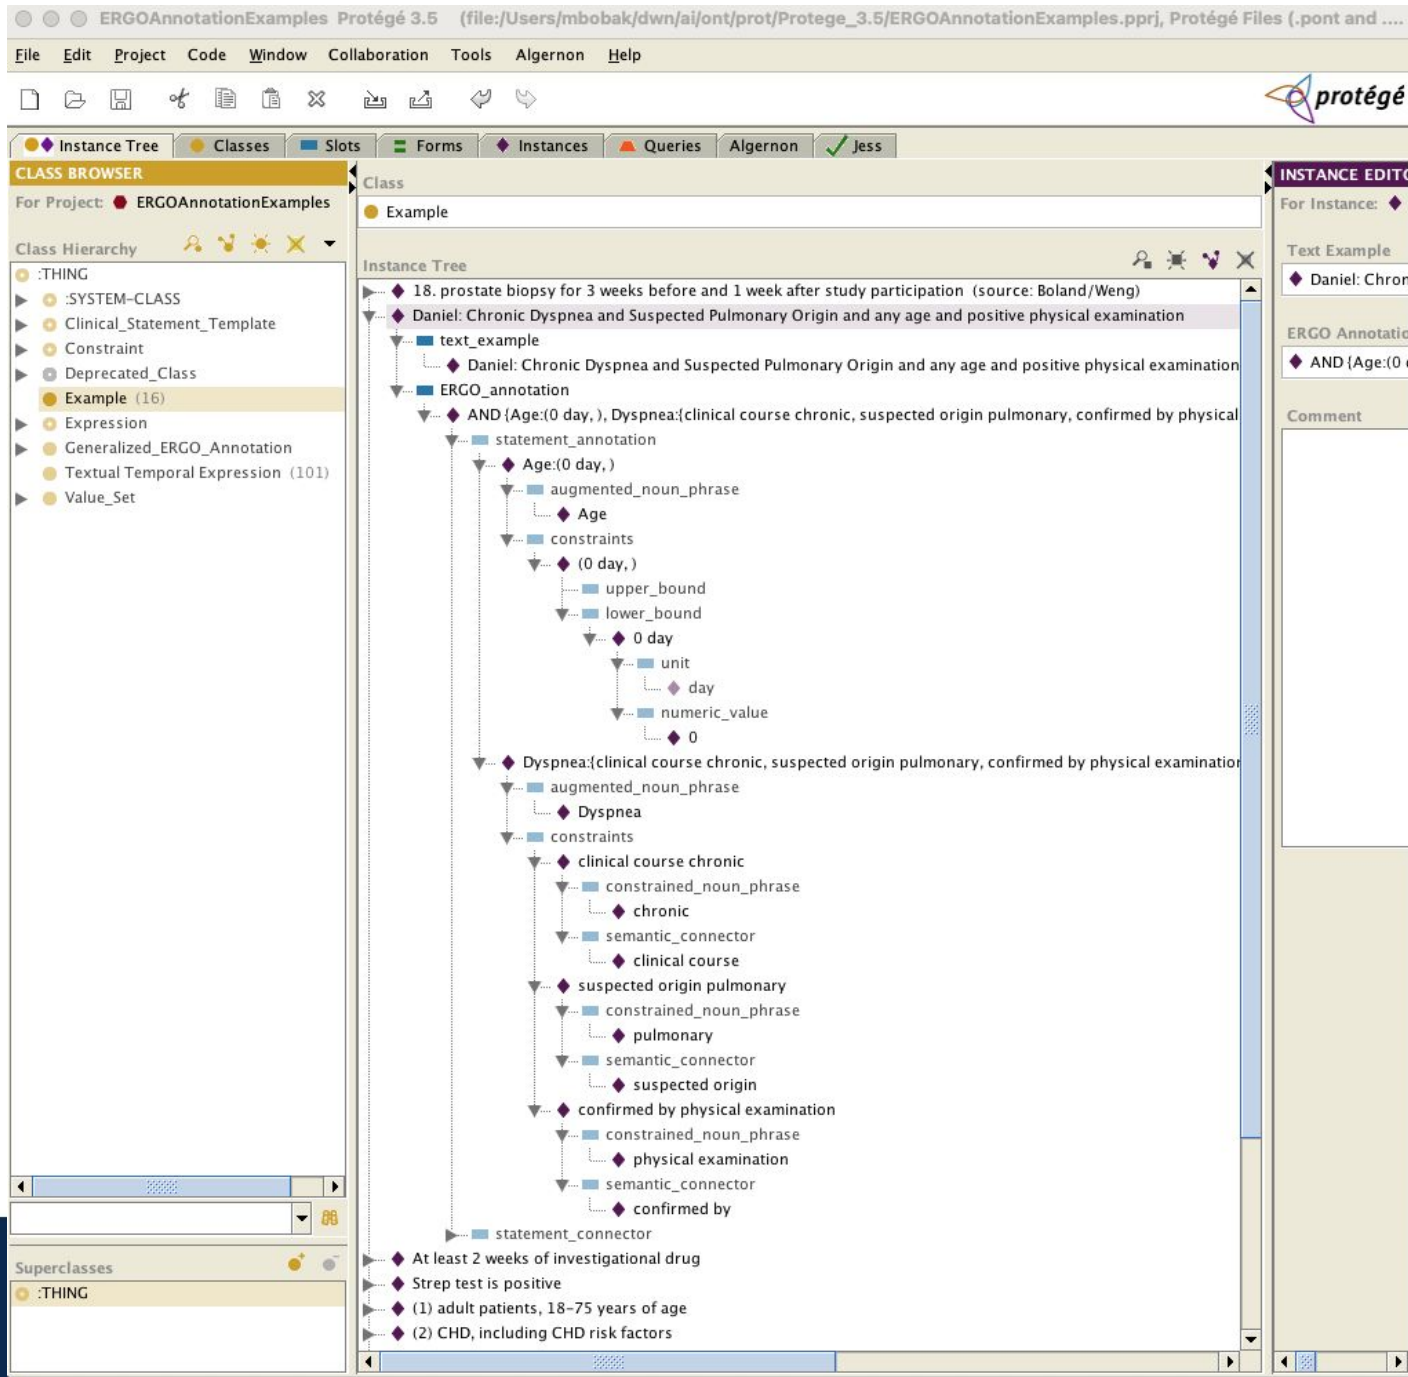 ERGOAnnotationExamples Protégé 3.5 (file:/Users/mbobak/dwn/ai/ont/prot/Protege_3.5/ERGOAnnotationExamples.pprj, Protégé Files (.pont and ....
File Edit Project Code Window Collaboration Tools Algernon Help
protégé
Instance Tree Classes Slots Forms Instances Queries Algernon Jess
CLASS BROWSER
For Project: ERGOAnnotationExamples
Class Hierarchy
:THING
:SYSTEM-CLASS
Clinical_Statement_Template
Constraint
Deprecated_Class
Example (16)
Expression
Generalized_ERGO_Annotation
Textual Temporal Expression (101)
Value_Set
Superclasses
:THING
Class
Example
Instance Tree
18. prostate biopsy for 3 weeks before and 1 week after study participation (source: Boland/Weng)
Daniel: Chronic Dyspnea and Suspected Pulmonary Origin and any age and positive physical examination
text_example
Daniel: Chronic Dyspnea and Suspected Pulmonary Origin and any age and positive physical examination
ERGO_annotation
AND {Age:(0 day, ), Dyspnea:{clinical course chronic, suspected origin pulmonary, confirmed by physical
statement_annotation
Age:(0 day, )
augmented_noun_phrase
Age
constraints
(0 day, )
upper_bound
lower_bound
0 day
unit
day
numeric_value
0
Dyspnea:{clinical course chronic, suspected origin pulmonary, confirmed by physical examination
augmented_noun_phrase
Dyspnea
constraints
clinical course chronic
constrained_noun_phrase
chronic
semantic_connector
clinical course
suspected origin pulmonary
constrained_noun_phrase
pulmonary
semantic_connector
suspected origin
confirmed by physical examination
constrained_noun_phrase
physical examination
semantic_connector
confirmed by
statement_connector
At least 2 weeks of investigational drug
Strep test is positive
(1) adult patients, 18-75 years of age
(2) CHD, including CHD risk factors
INSTANCE EDITO
For Instance:
Text Example
Daniel: Chron
ERGO Annotatio
AND {Age:(0
Comment